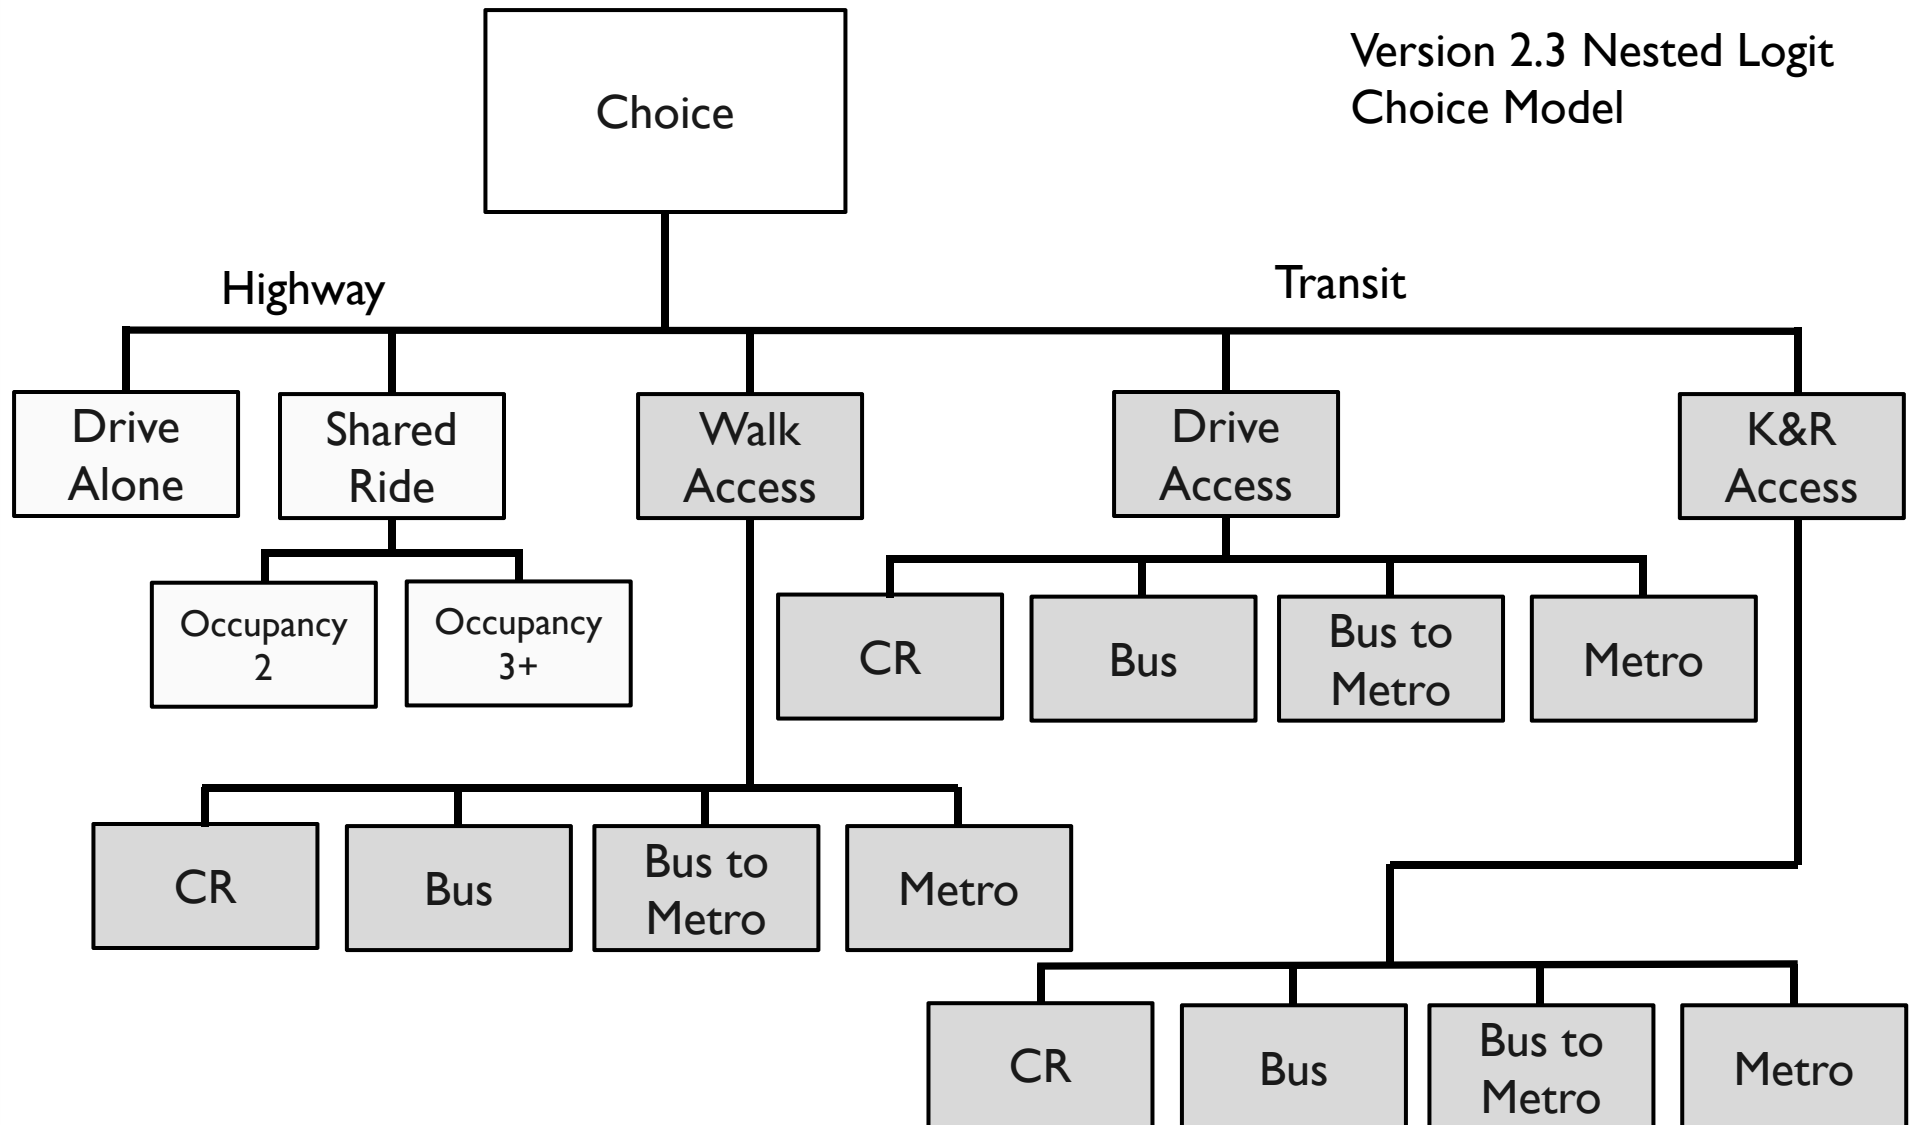 Version 2.3 Nested Logit
Choice Model
Choice
Highway
Transit
Drive
Alone
Shared
Ride
Walk
Access
Drive
Access
K&R
Access
Occupancy
2
Occupancy
3+
CR
Bus
Bus to
Metro
Metro
CR
Bus
Bus to
Metro
Metro
CR
Bus
Bus to
Metro
Metro